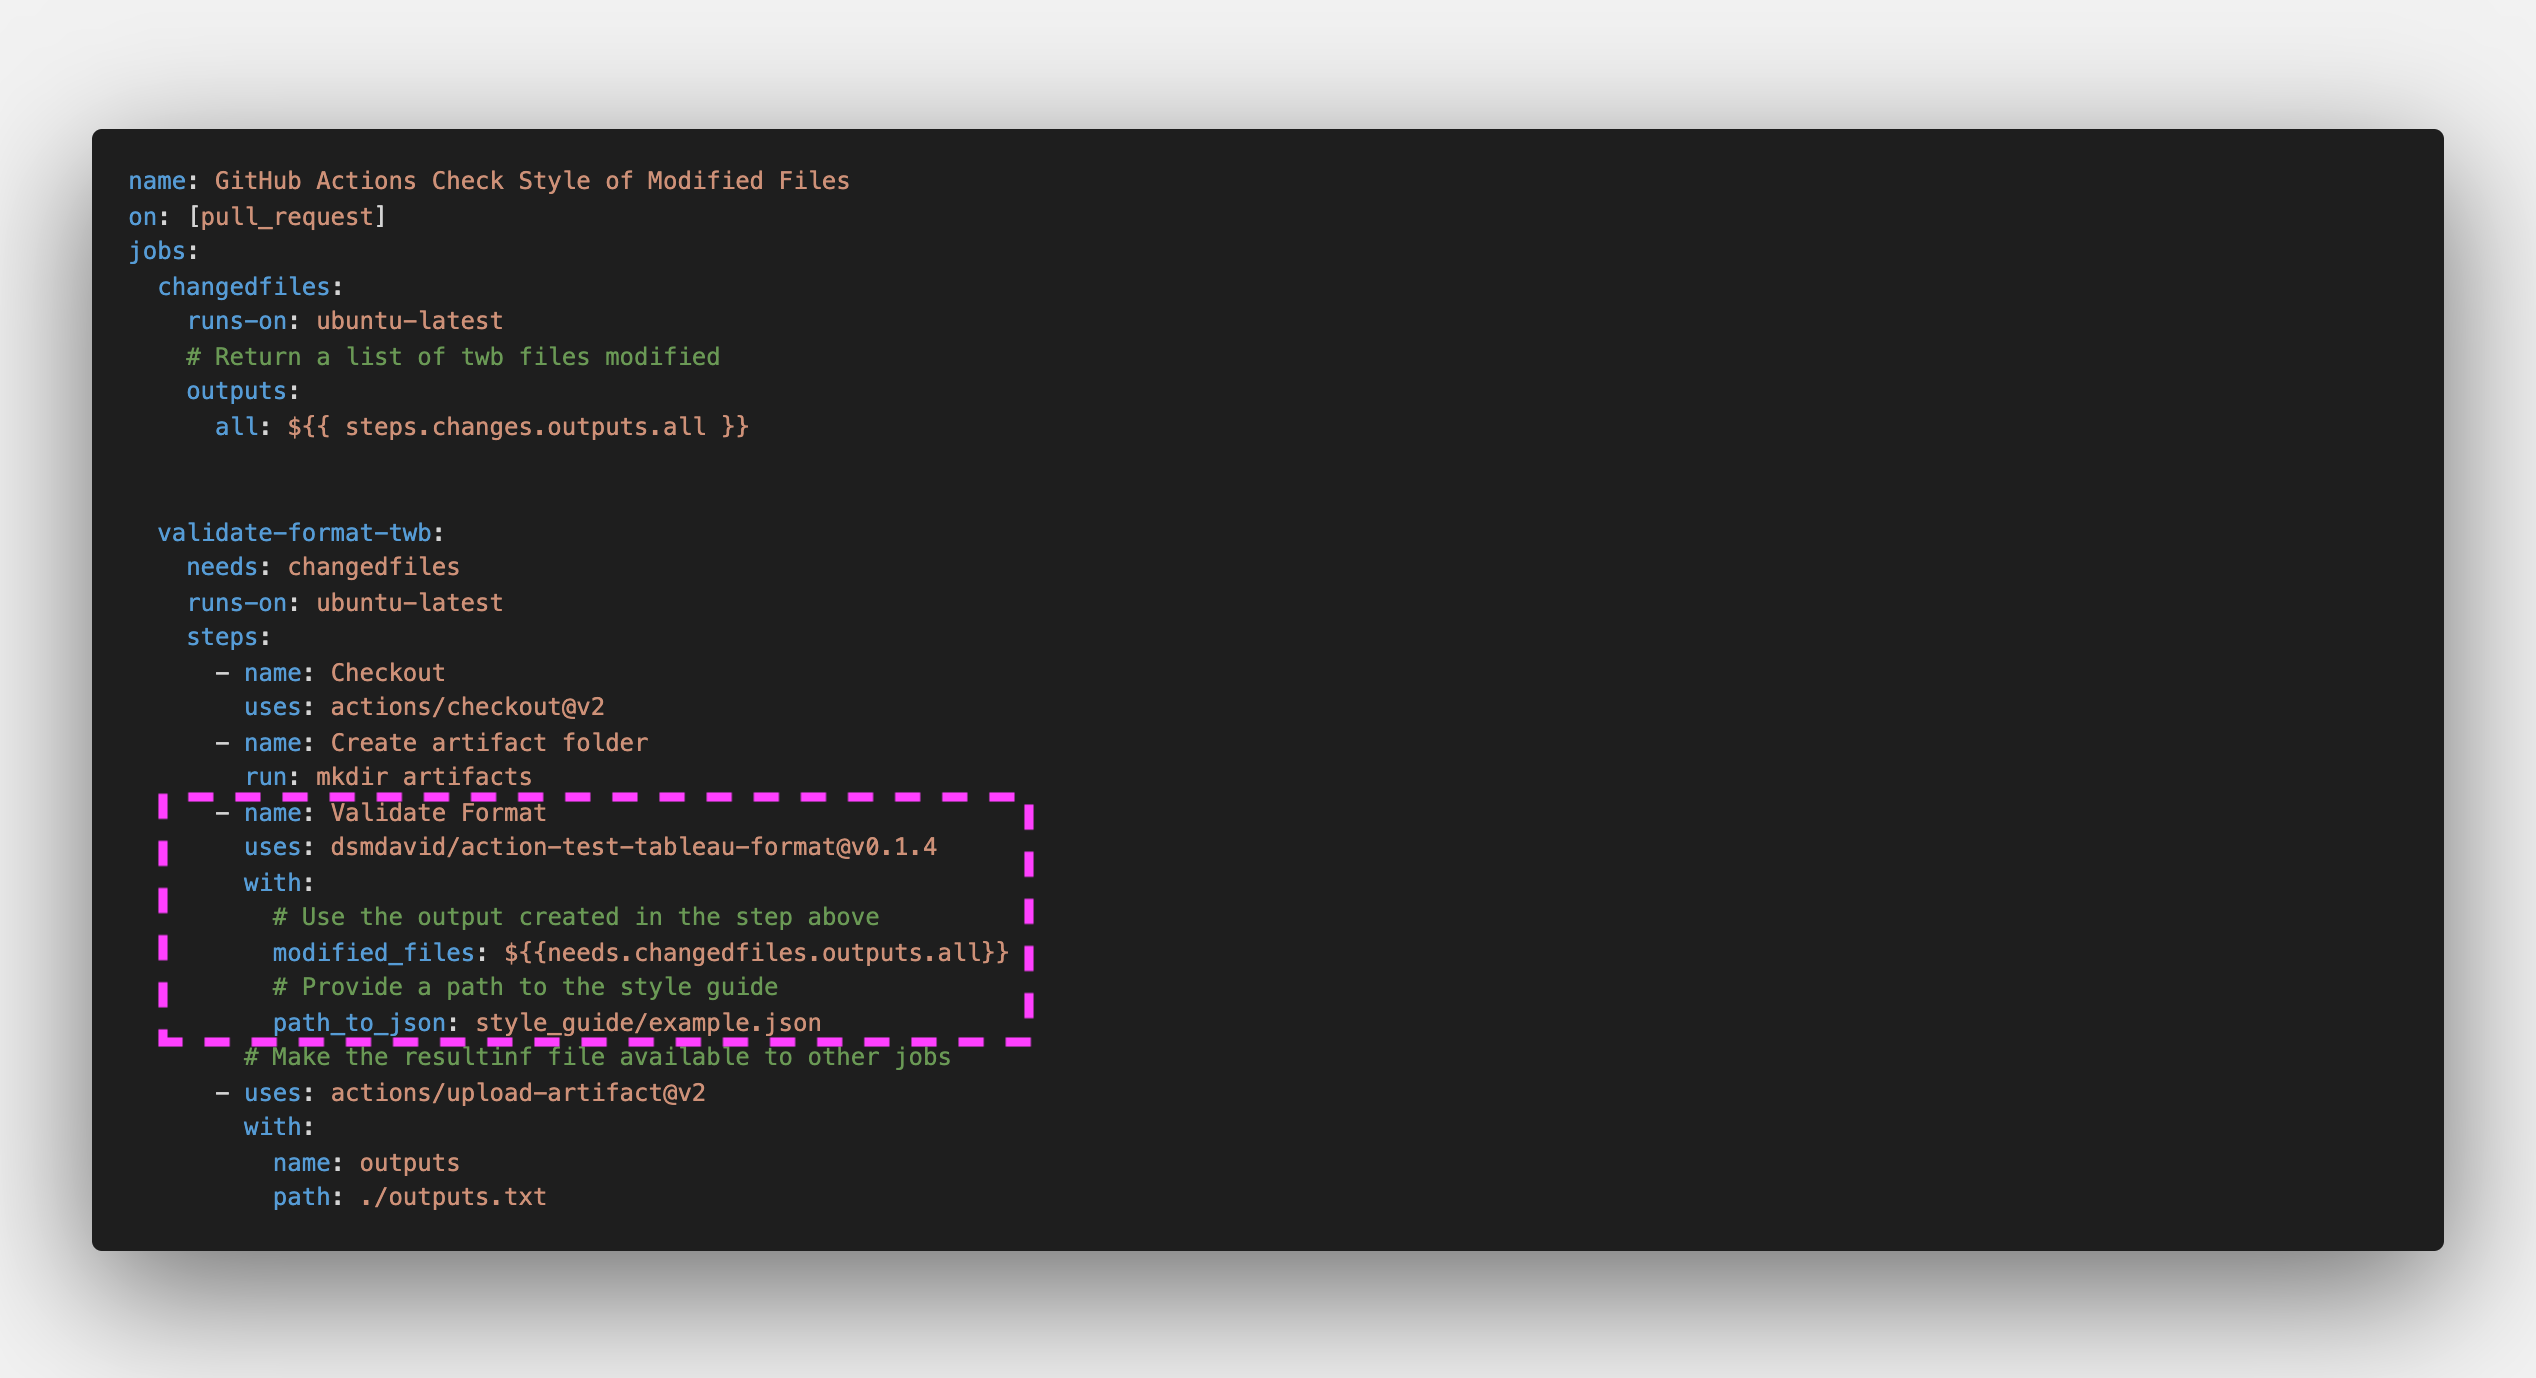 name: GitHub Actions Check Style of Modified Files
on: [pull_request]
jobs:
  changedfiles:
    runs-on: ubuntu-latest
    # Return a list of twb files modified
    outputs:
      all: ${{ steps.changes.outputs.all }}
  validate-format-twb:
    needs: changedfiles
    runs-on: ubuntu-latest
    steps:
      - name: Checkout
        uses: actions/checkout@v2
      - name: Create artifact folder
        run: mkdir artifacts
      - name: Validate Format
        uses: dsmdavid/action-test-tableau-format@v0.1.4
        with:
          # Use the output created in the step above
          modified_files: ${{needs.changedfiles.outputs.all}}
          # Provide a path to the style guide
          path_to_json: style_guide/example.json
        # Make the resultinf file available to other jobs
      - uses: actions/upload-artifact@v2
        with:
          name: outputs
          path: ./outputs.txt